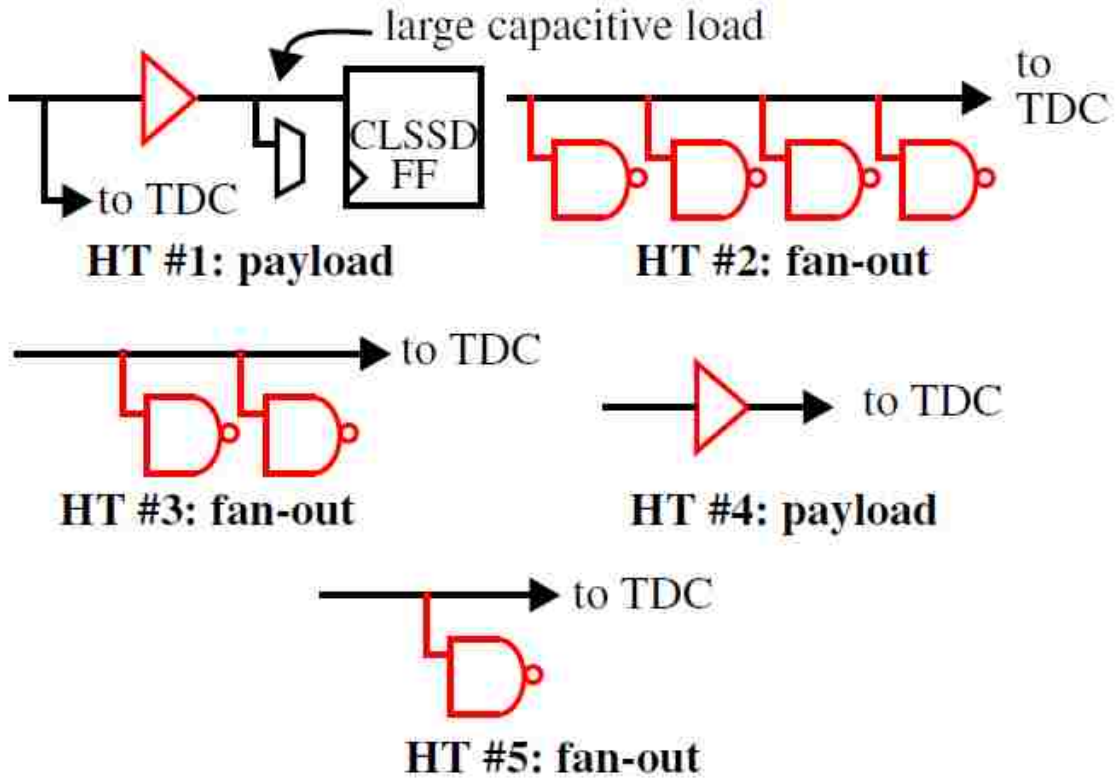 large capacitive load
CLSSD
FF
to TDC
HT #1: payload
to
TDC
HT #2: fan-out
to TDC
HT #3: fan-out
to TDC
HT #4: payload
to TDC
HT #5: fan-out